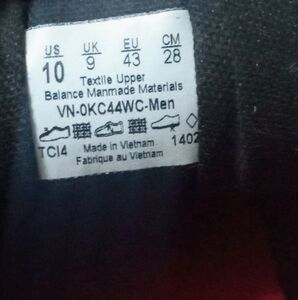 US UK EU CM
10 9 43 28
Textile Upper
Balance Manmade Materials
VN-0KC44WC-Men
TCI4 Made in Vietnam 1402
Fabrique au Vietnam